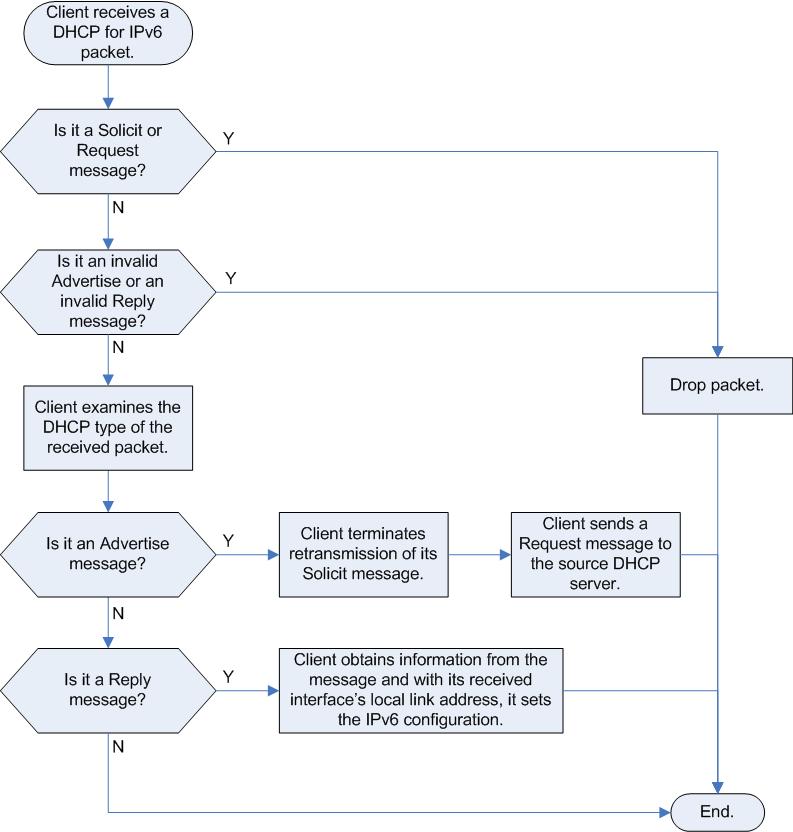 Client receives a
DHCP for IPv6
packet.
Is it a Solicit or
Request
message?
Y
N
Is it an invalid
Advertise or an
invalid Reply
message?
Y
N
Drop packet.
Client examines the
DHCP type of the
received packet.
Is it an Advertise
message?
Y
Client terminates
retransmission of its
Solicit message.
Client sends a
Request message to
the source DHCP
server.
N
Is it a Reply
message?
Y
Client obtains information from the
message and with its received
interface's local link address, it sets
the IPv6 configuration.
N
End.